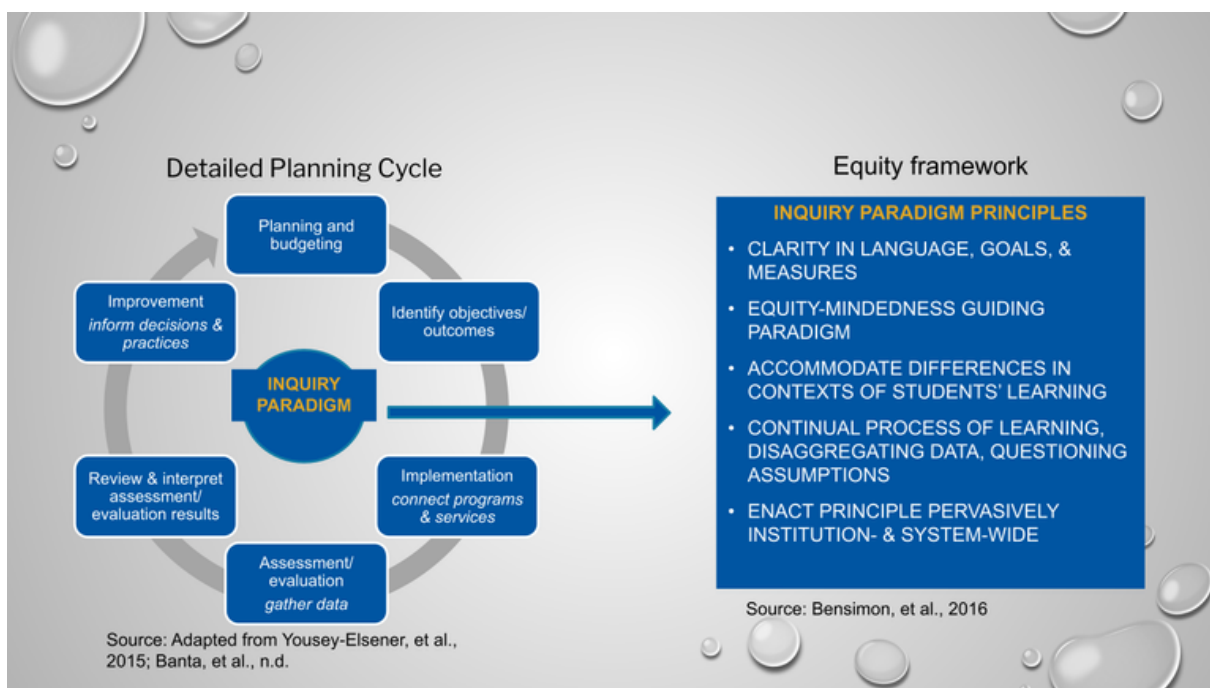 Detailed Planning Cycle
Planning and
budgeting
Identify objectives/
outcomes
Implementation
connect programs
& services
Assessment/
evaluation
gather data
Review & interpret
assessment/
evaluation results
Improvement
inform decisions &
practices
INQUIRY
PARADIGM
Source: Adapted from Yousey-Elsener, et al.,
2015; Banta, et al., n.d.
Equity framework
INQUIRY PARADIGM PRINCIPLES
• CLARITY IN LANGUAGE, GOALS, &
MEASURES
• EQUITY-MINDEDNESS GUIDING
PARADIGM
• ACCOMMODATE DIFFERENCES IN
CONTEXTS OF STUDENTS' LEARNING
• CONTINUAL PROCESS OF LEARNING,
DISAGGREGATING DATA, QUESTIONING
ASSUMPTIONS
• ENACT PRINCIPLE PERVASIVELY
INSTITUTION- & SYSTEM-WIDE
Source: Bensimon, et al., 2016